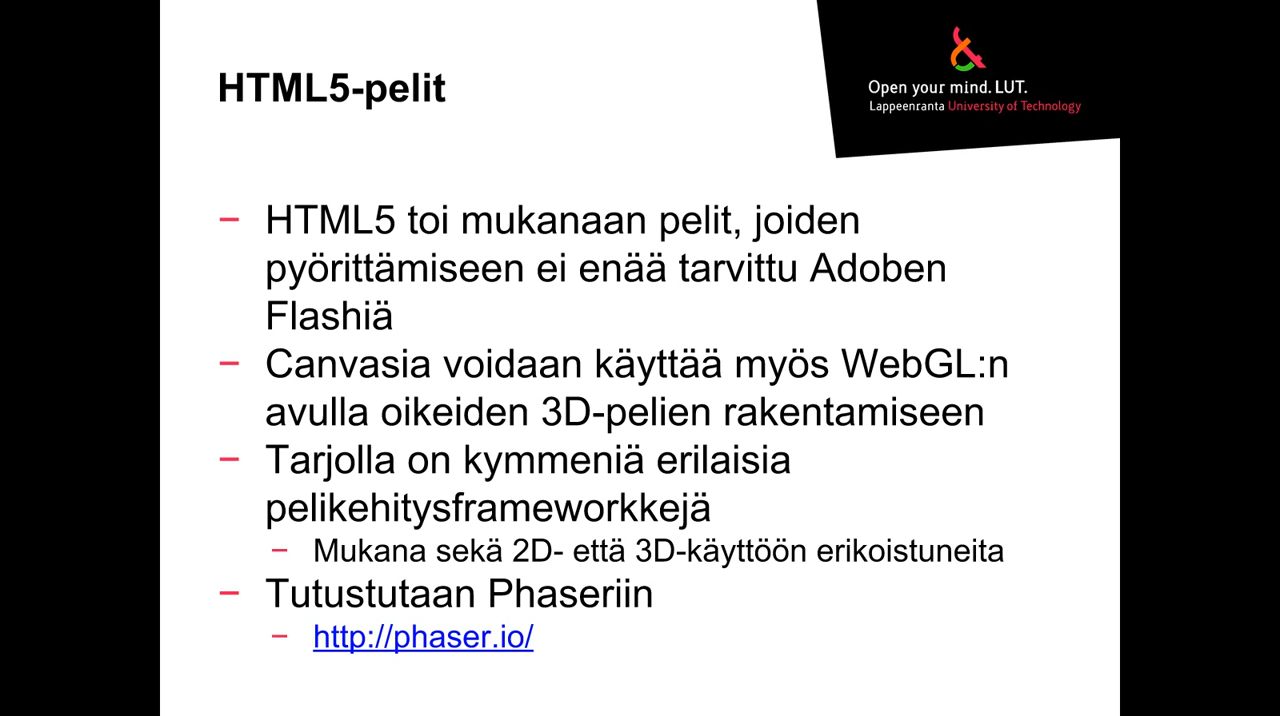 HTML5-pelit
Open your mind. LUT.
Lappeenranta University of Technology
− HTML5 toi mukanaan pelit, joiden
pyörittämiseen ei enää tarvittu Adoben
Flashiä
− Canvasia voidaan käyttää myös WebGL:n
avulla oikeiden 3D-pelien rakentamiseen
− Tarjolla on kymmeniä erilaisia
pelikehitysframeworkkejä
− Mukana sekä 2D- että 3D-käyttöön erikoistuneita
− Tutustutaan Phaseriin
− http://phaser.io/